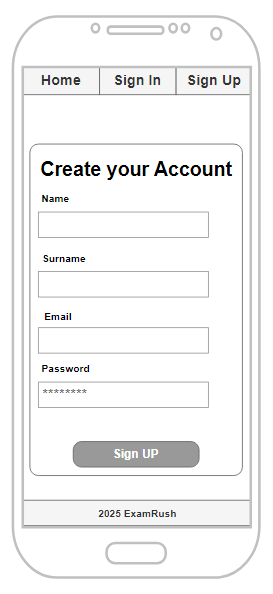 Home Sign In Sign Up
Create your Account
Name
Surname
Email
Password
********
Sign UP
2025 ExamRush